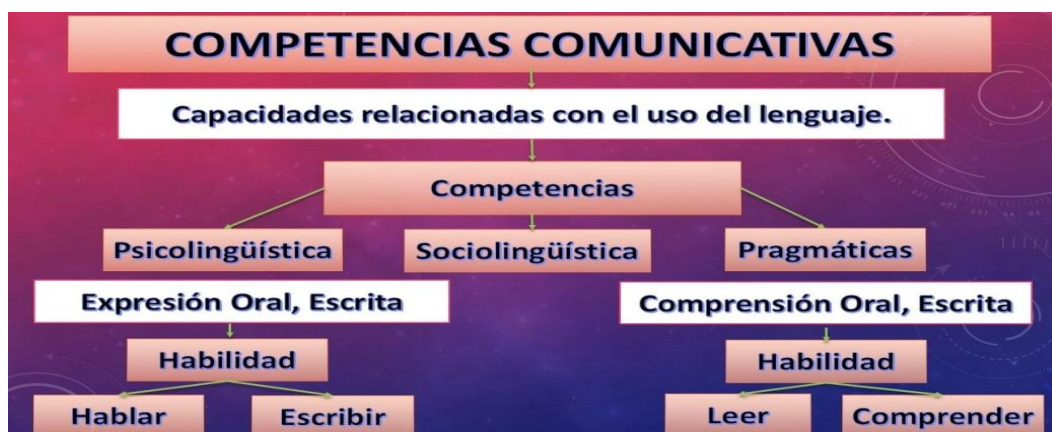 COMPETENCIAS COMUNICATIVAS
Capacidades relacionadas con el uso del lenguaje.
Competencias
Psicolingüística
Sociolingüística
Pragmáticas
Expresión Oral, Escrita
Comprensión Oral, Escrita
Habilidad
Habilidad
Hablar
Escribir
Leer
Comprender